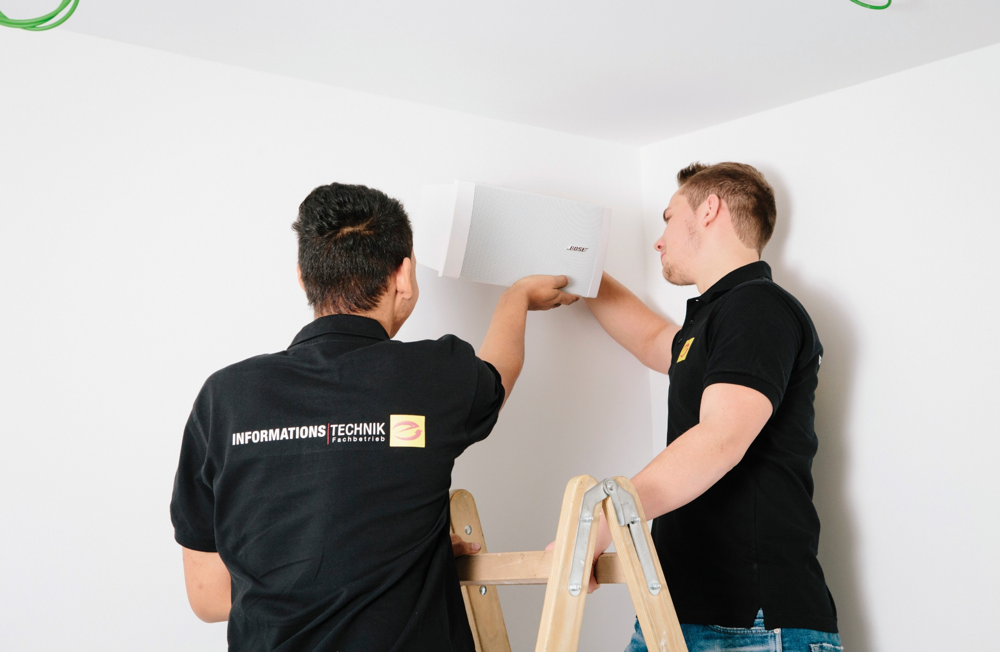 BOSE
INFORMATIONS|TECHNIK
Fachbetrieb